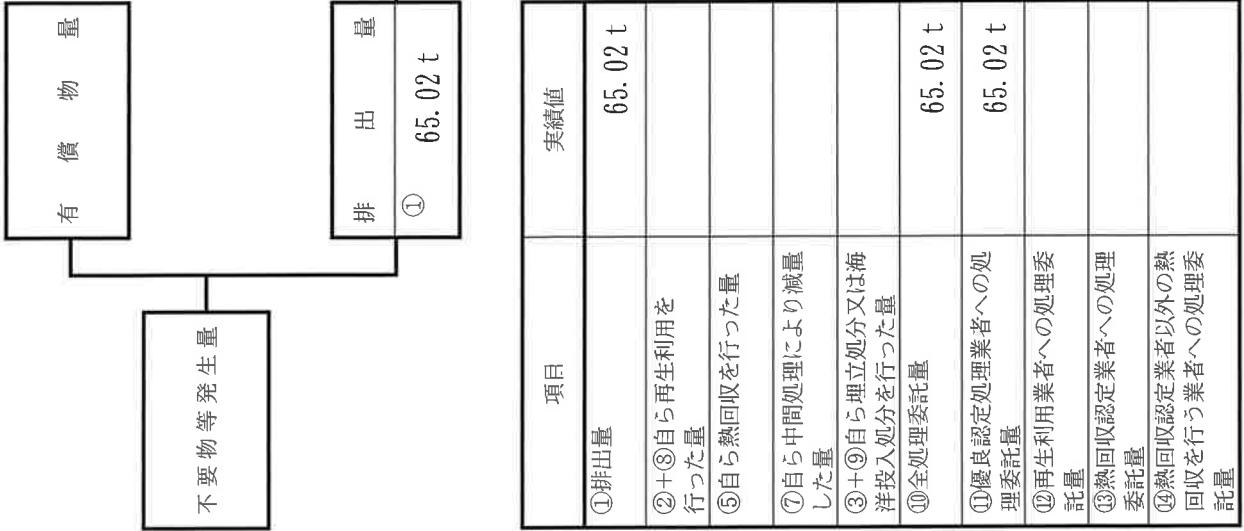 有償物量
不要物等発生量
排出量
①
65.02 t
項目
実績値
①排出量
65.02 t
②+⑧自ら再生利用を
行った量
⑤自ら熱回収を行った量
⑦自ら中間処理により減量
した量
③+⑨自ら埋立処分又は海
洋投入処分を行った量
⑩全処理委託量
65.02 t
⑪優良認定処理業者への処
理委託量
65.02 t
⑫再生利用業者への処理委
託量
⑬熱回収認定業者への処理
委託量
⑭熱回収認定業者以外の熱
回収を行う業者への処理委
託量